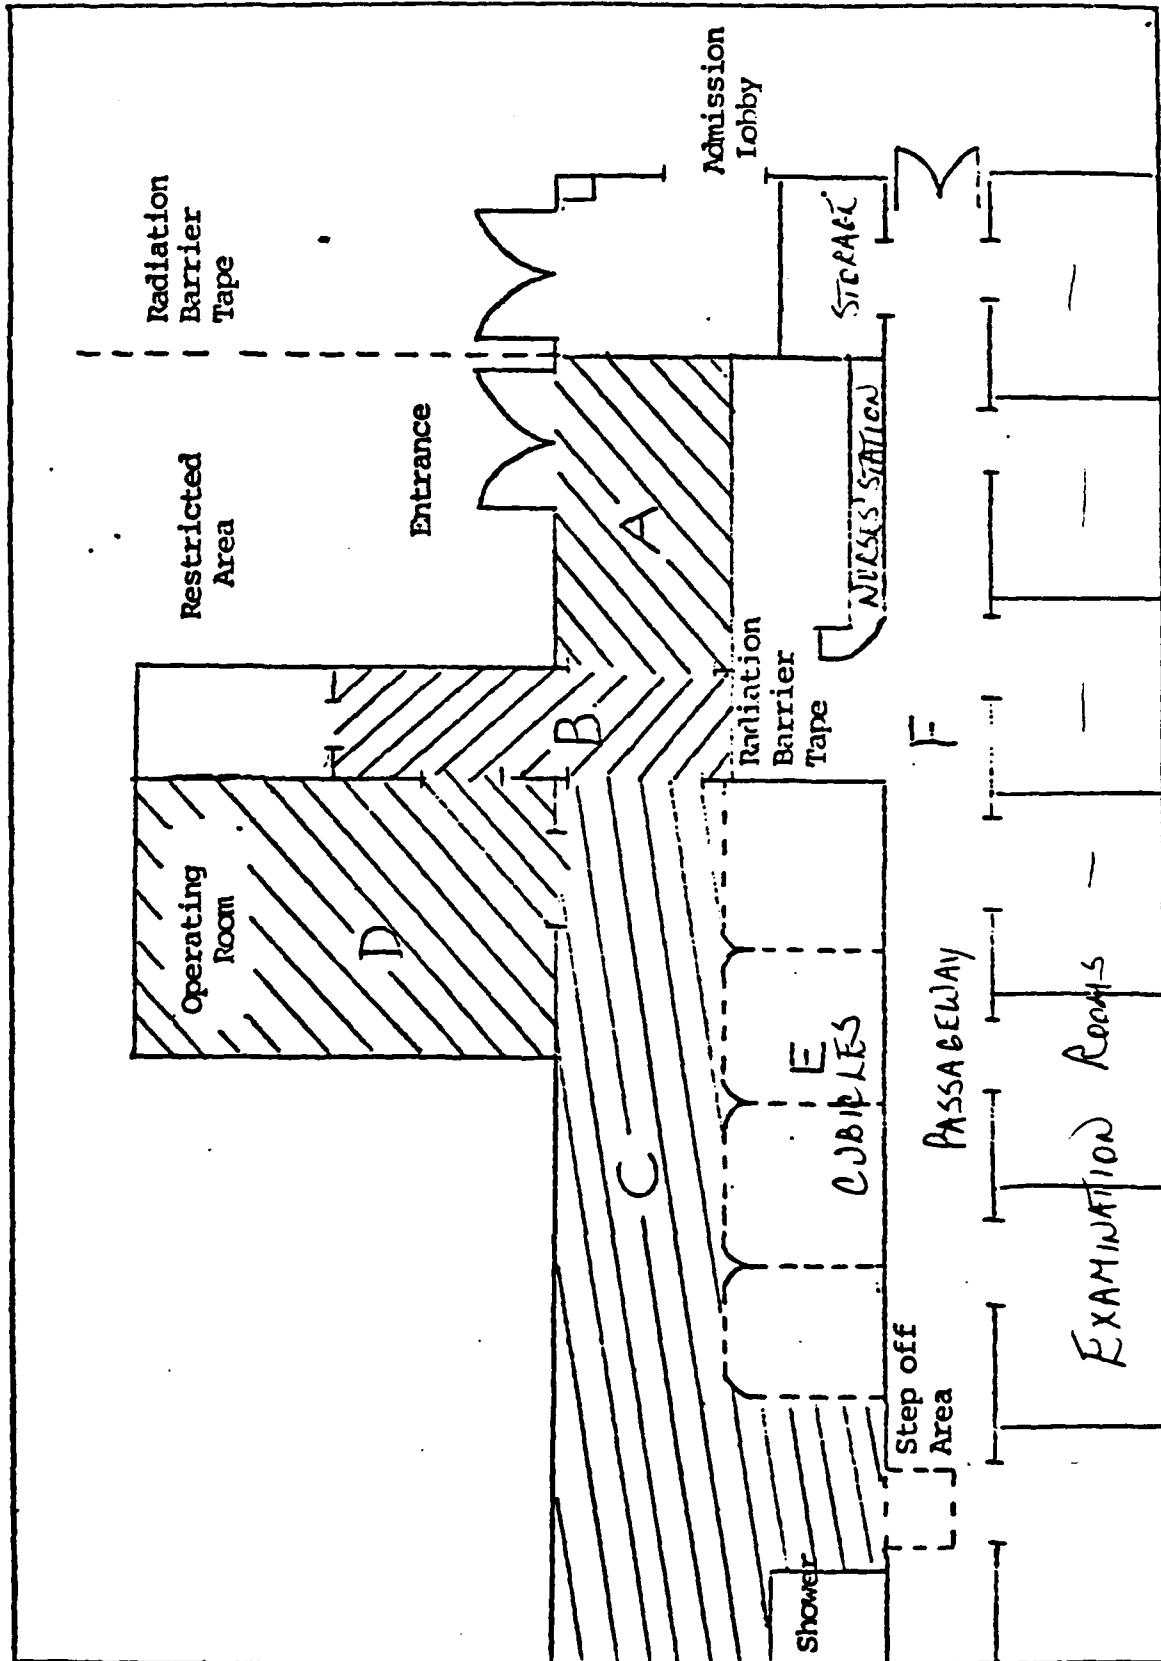 Radiation
Barrier
Tape
Admission
Lobby
Restricted
Area
Entrance
STORAGE
NURSES' STATION
A
Operating
Room
B
Radiation
Barrier
Tape
D
F
C
E
CUBICLES
PASSAGEWAY
EXAMINATION ROOMS
Step off
Area
Shower